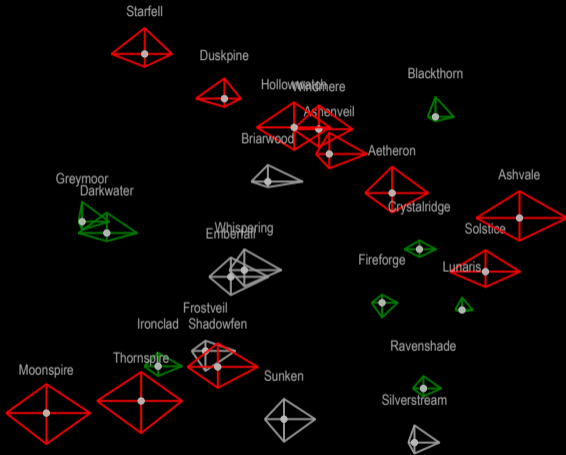 Starfell
Duskpine
Blackthorn
Hollowwatch
Windmere
Ashenveil
Briarwood
Aetheron
Ashvale
Greymoor
Darkwater
Crystalridge
Solstice
Whispering
Emberfall
Fireforge
Lunaris
Frostveil
Ironclad
Shadowfen
Ravenshade
Thornspire
Moonspire
Sunken
Silverstream